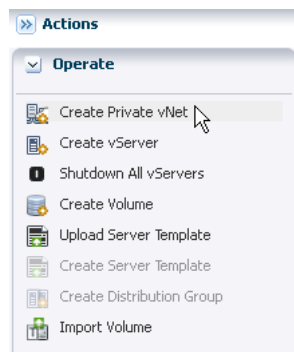 Actions
Operate
Create Private vNet
Create vServer
Shutdown All vServers
Create Volume
Upload Server Template
Create Server Template
Create Distribution Group
Import Volume